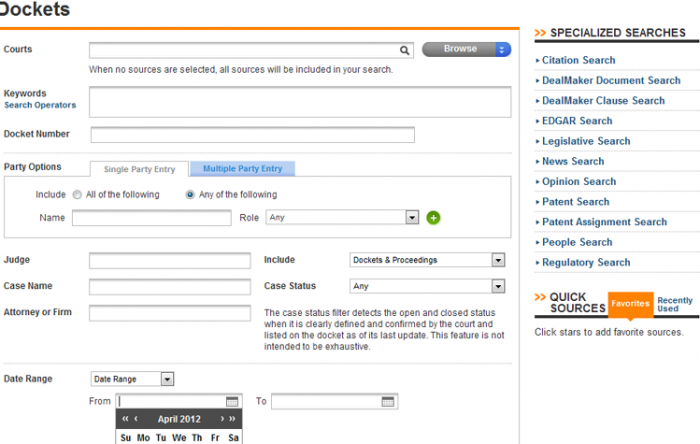 Dockets
Courts
Browse
When no sources are selected, all sources will be included in your search.
Keywords
Search Operators
Docket Number
Party Options
Single Party Entry
Multiple Party Entry
Include
All of the following
Any of the following
Name
Role
Any
Judge
Include
Dockets & Proceedings
Case Name
Case Status
Any
Attorney or Firm
The case status filter detects the open and closed status
when it is clearly defined and confirmed by the court and
listed on the docket as of its last update. This feature is not
intended to be exhaustive.
Date Range
Date Range
From
To
« ‹ April 2012 › »
Su Mo Tu We Th Fr Sa
>> SPECIALIZED SEARCHES
Citation Search
DealMaker Document Search
DealMaker Clause Search
EDGAR Search
Legislative Search
News Search
Opinion Search
Patent Search
Patent Assignment Search
People Search
Regulatory Search
>> QUICK
SOURCES
Favorites
Recently
Used
Click stars to add favorite sources.